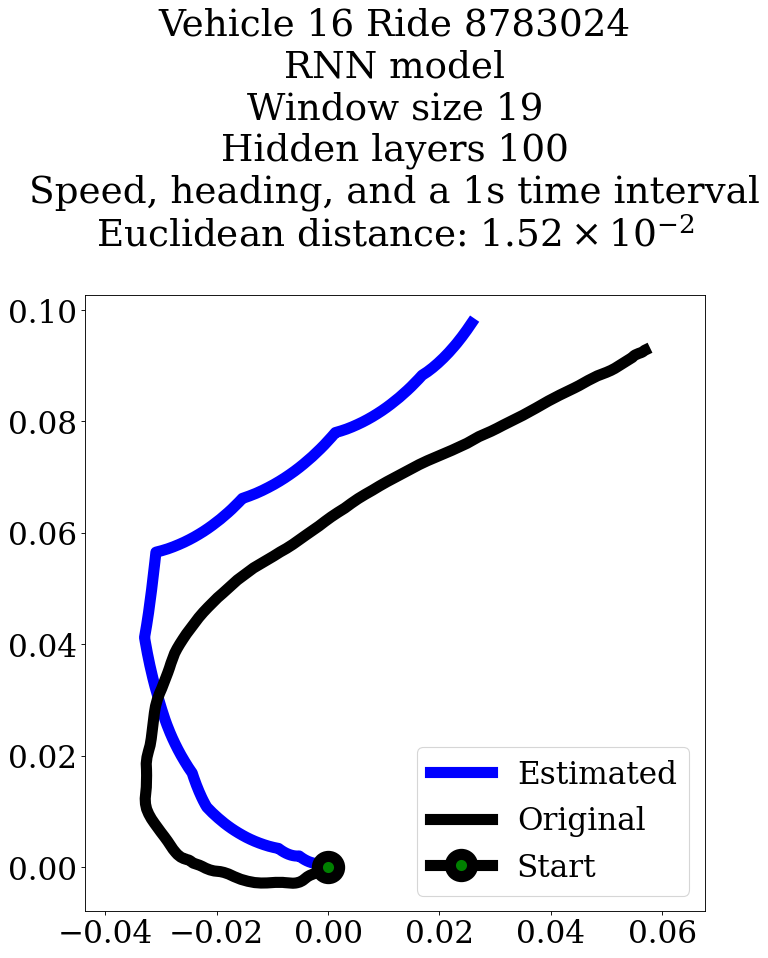 Vehicle 16 Ride 8783024
RNN model
Window size 19
Hidden layers 100
Speed, heading, and a 1s time interval
Euclidean distance: 1.52 × 10⁻²
0.10
0.08
0.06
0.04
0.02
0.00
Estimated
Original
Start
−0.04 −0.02 0.00 0.02 0.04 0.06